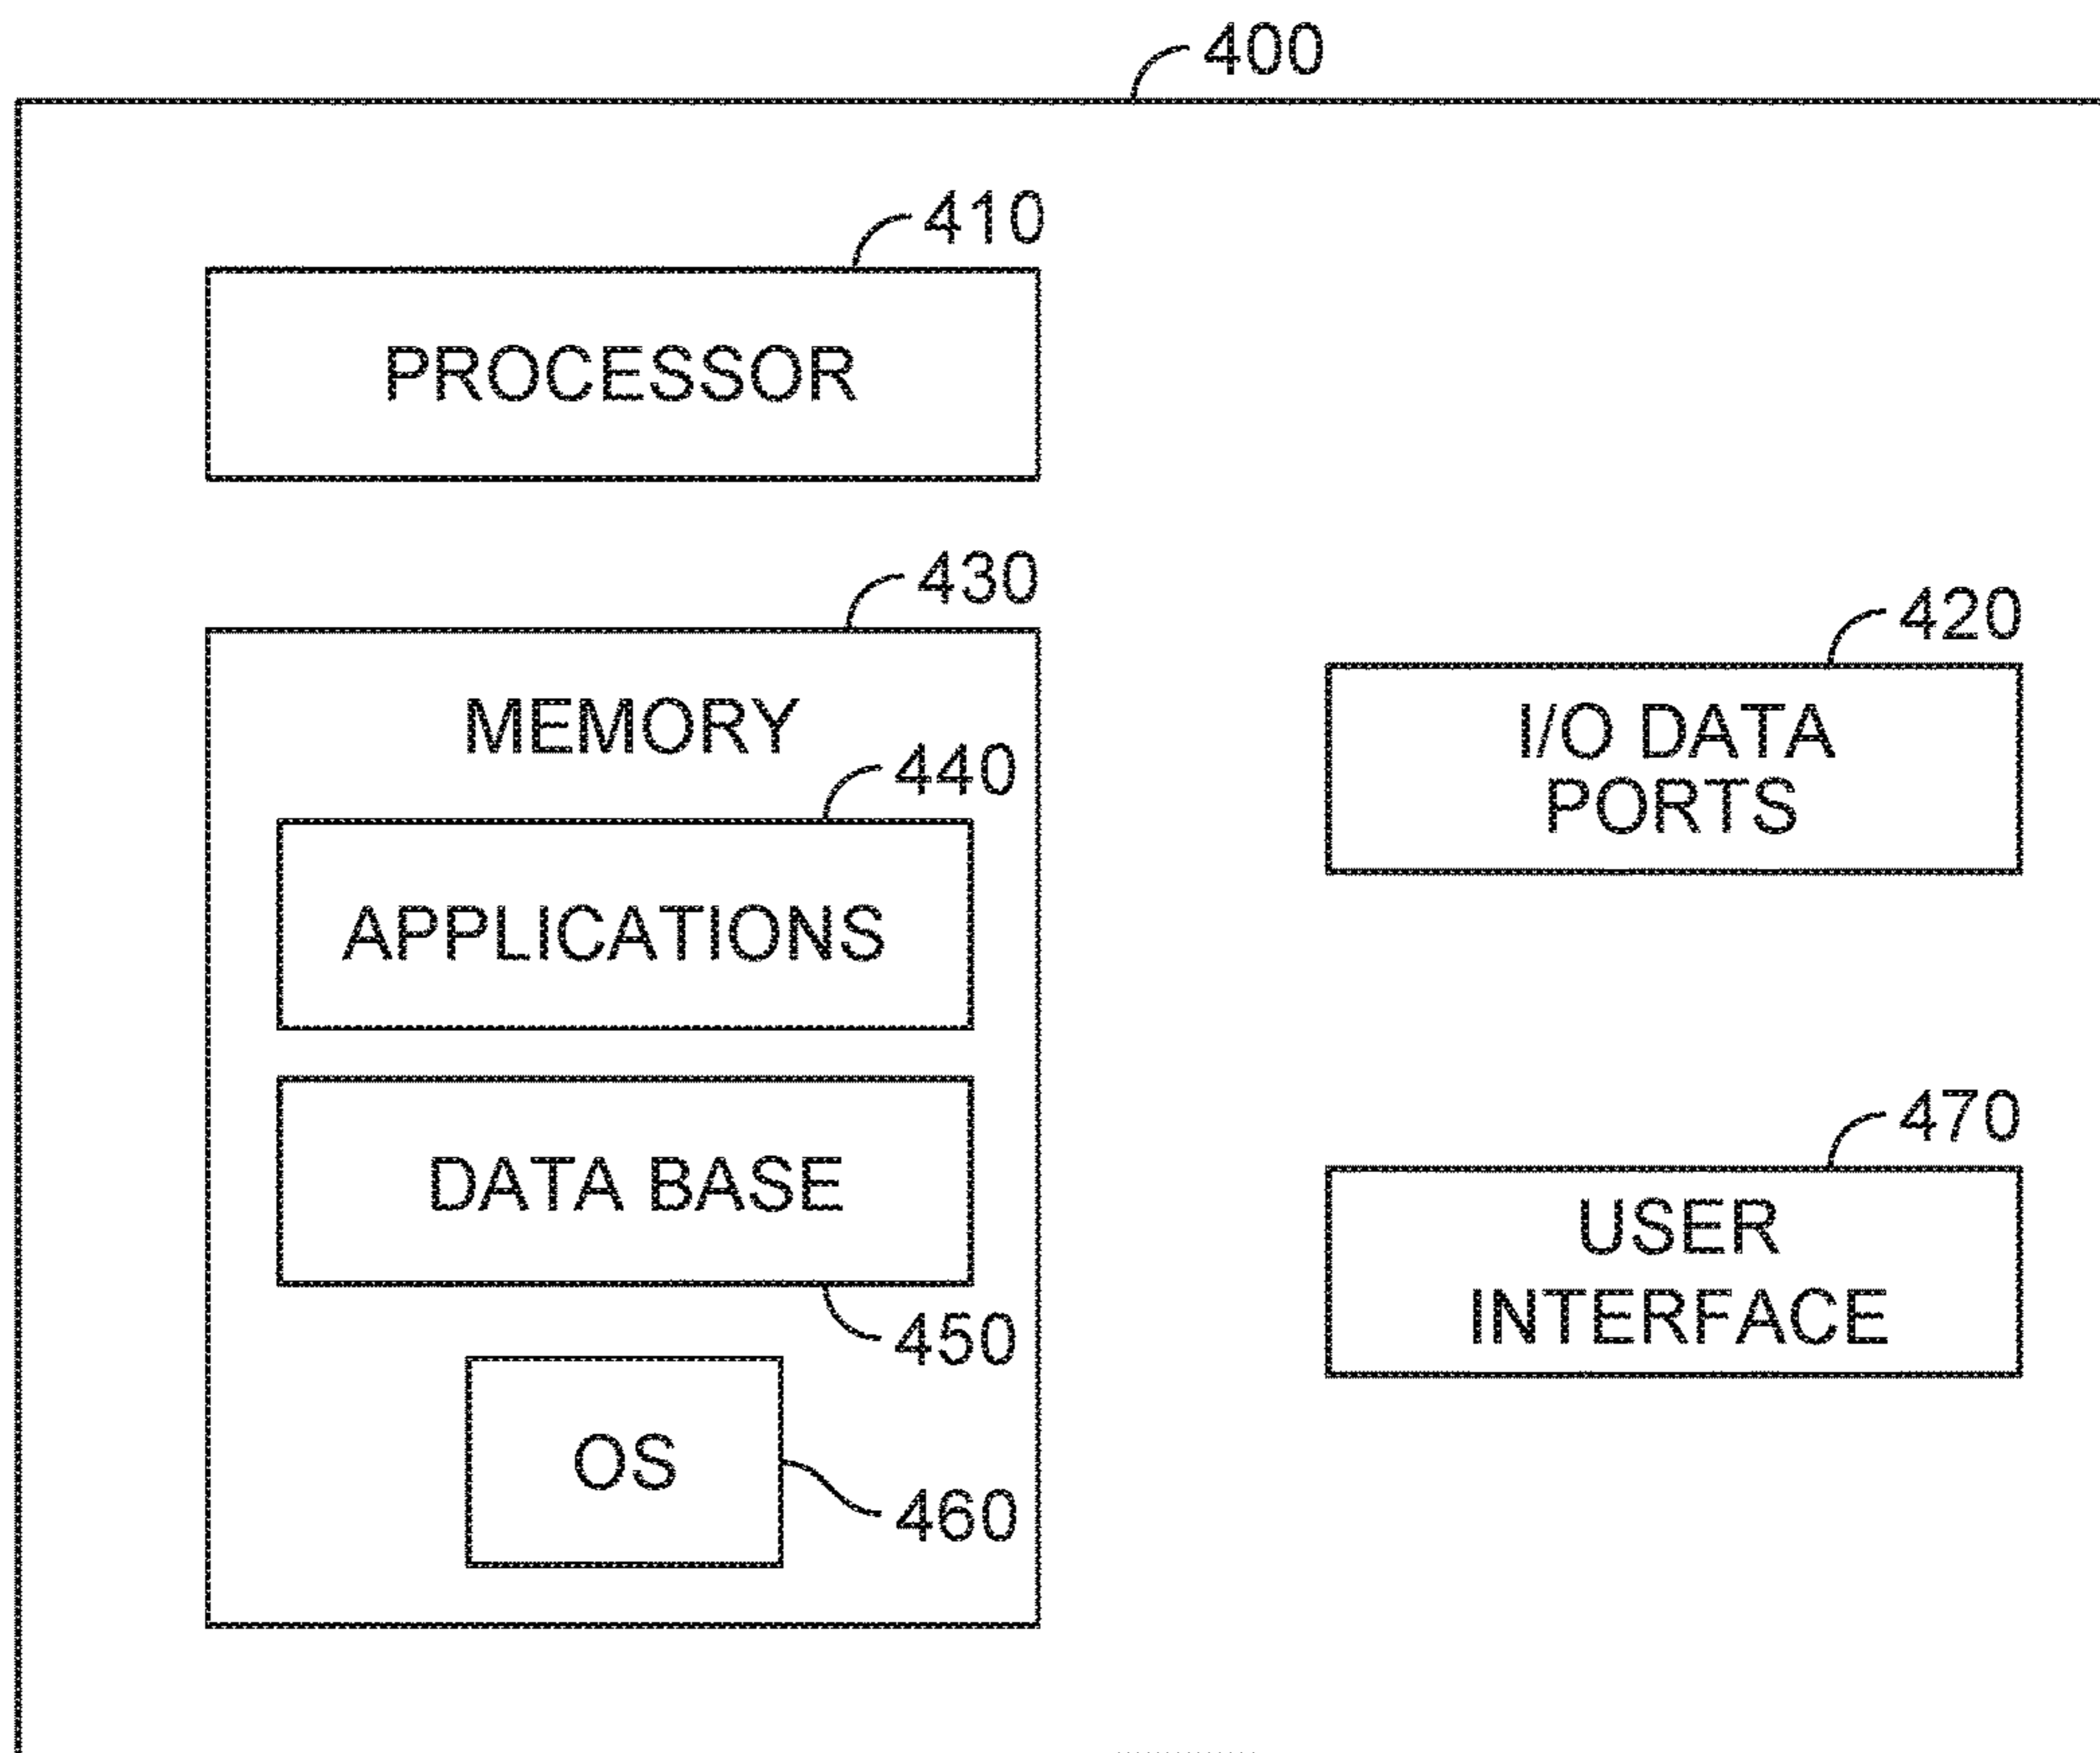 400
410
PROCESSOR
430
MEMORY
440
APPLICATIONS
DATA BASE
450
OS
460
420
I/O DATA
PORTS
470
USER
INTERFACE